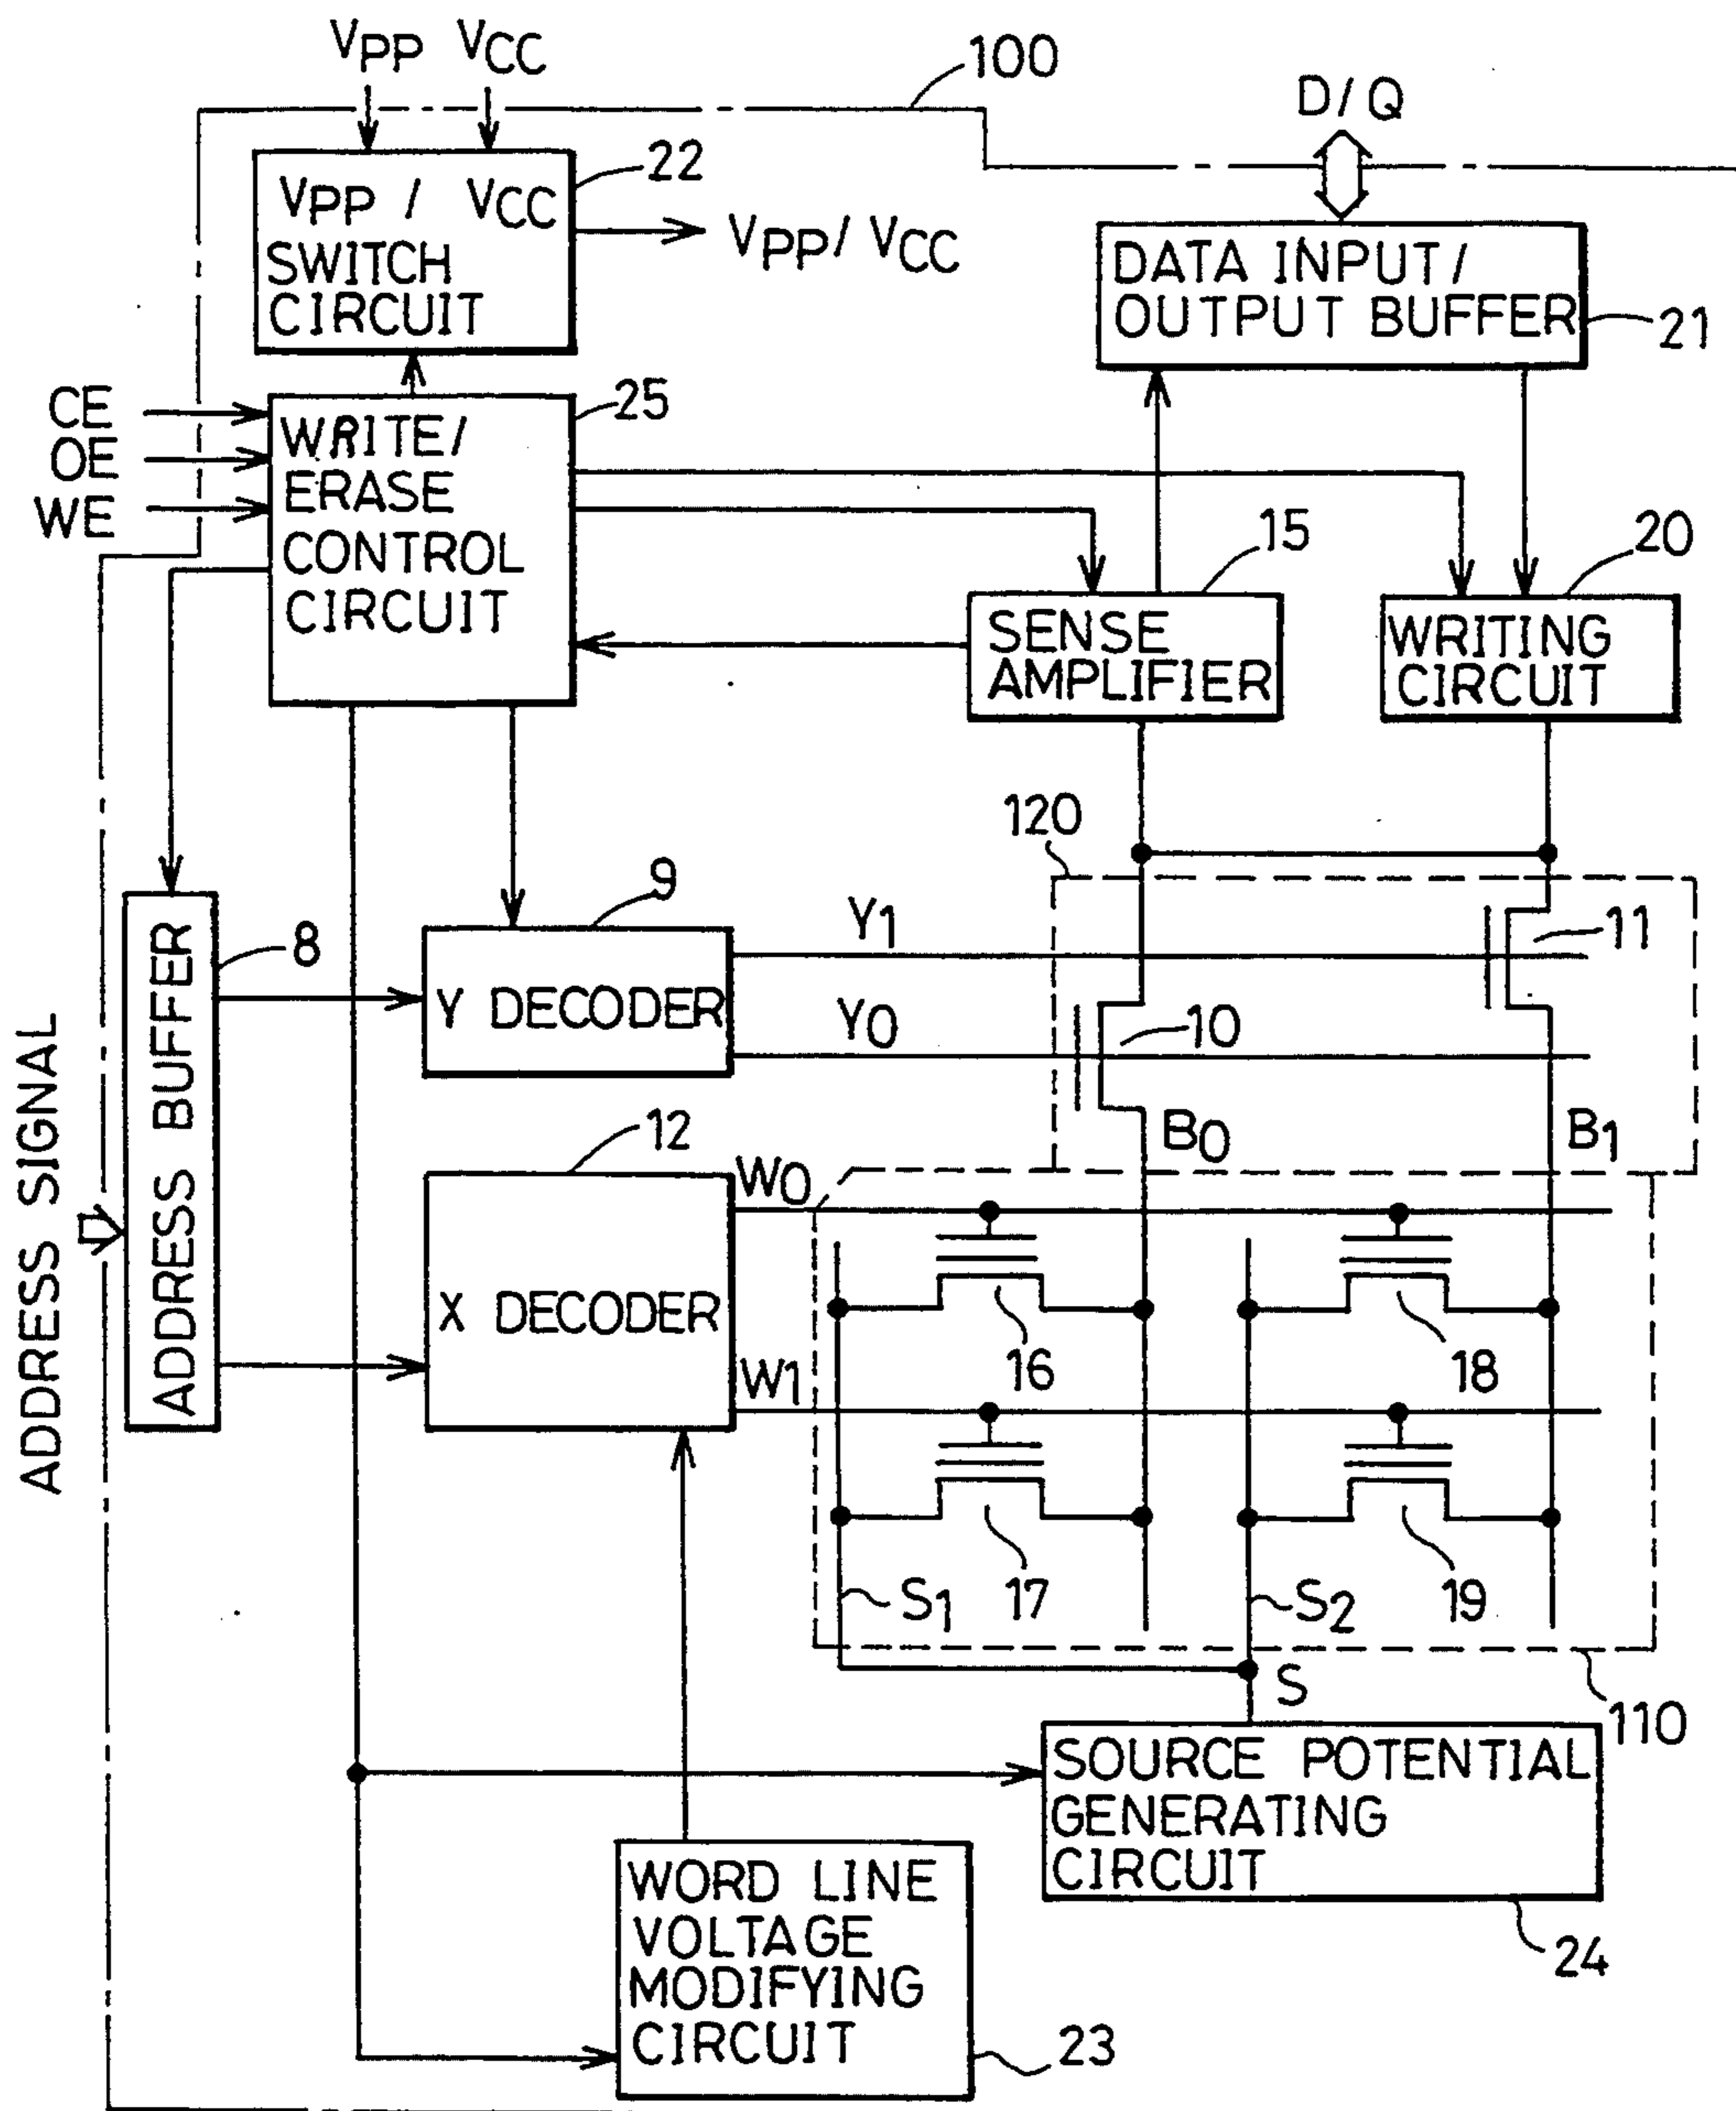 VPP VCC
100
D/Q
22
VPP / VCC
SWITCH
CIRCUIT
VPP/VCC
DATA INPUT/
OUTPUT BUFFER
21
CE
OE
WE
25
WRITE/
ERASE
CONTROL
CIRCUIT
15
20
SENSE
AMPLIFIER
WRITING
CIRCUIT
120
ADDRESS SIGNAL
ADDRESS BUFFER
8
9
Y DECODER
Y1
Y0
11
10
B0
B1
12
X DECODER
W0
W1
16
18
17
19
S1
S2
S
110
SOURCE POTENTIAL
GENERATING
CIRCUIT
24
WORD LINE
VOLTAGE
MODIFYING
CIRCUIT
23